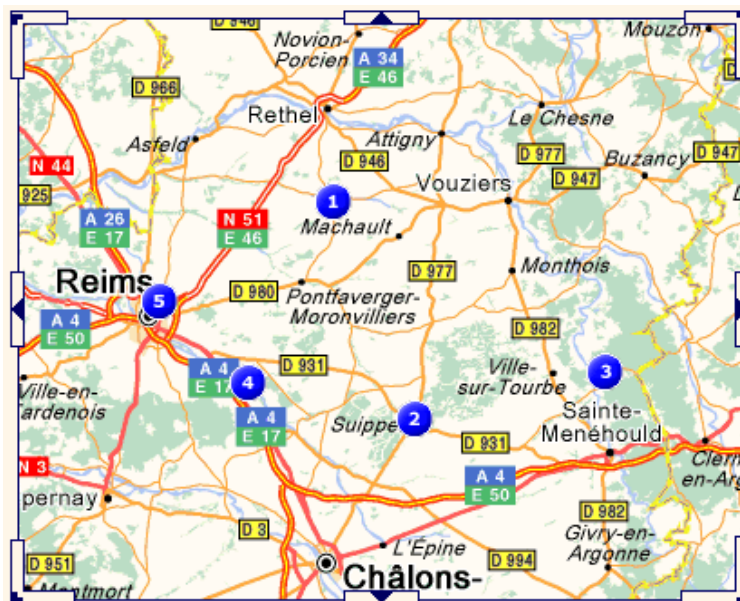 D 946
Mouzon
Novion-
Porcien
A 34
E 46
D 966
Rethel
Le Chesne
Asfeld
Attigny
D 977
D 947
N 44
D 946
Buzancy
925
Vouziers
D 947
1
A 26
E 17
N 51
E 46
Machault
D 977
Monthois
Reims
5
D 980
Pontfaverger-
Moronvilliers
A 4
E 50
D 982
A 4
E 17
4
D 931
Ville-
sur-Tourbe
3
Ville-en-
ardenois
A 4
E 17
Suippe
2
Sainte-
Menéhould
D 931
N 3
A 4
E 50
Clerm
en-Arg
pernay
D 3
D 982
Givry-en-
Argonne
L'Épine
D 994
D 951
Châlons-
Montmort